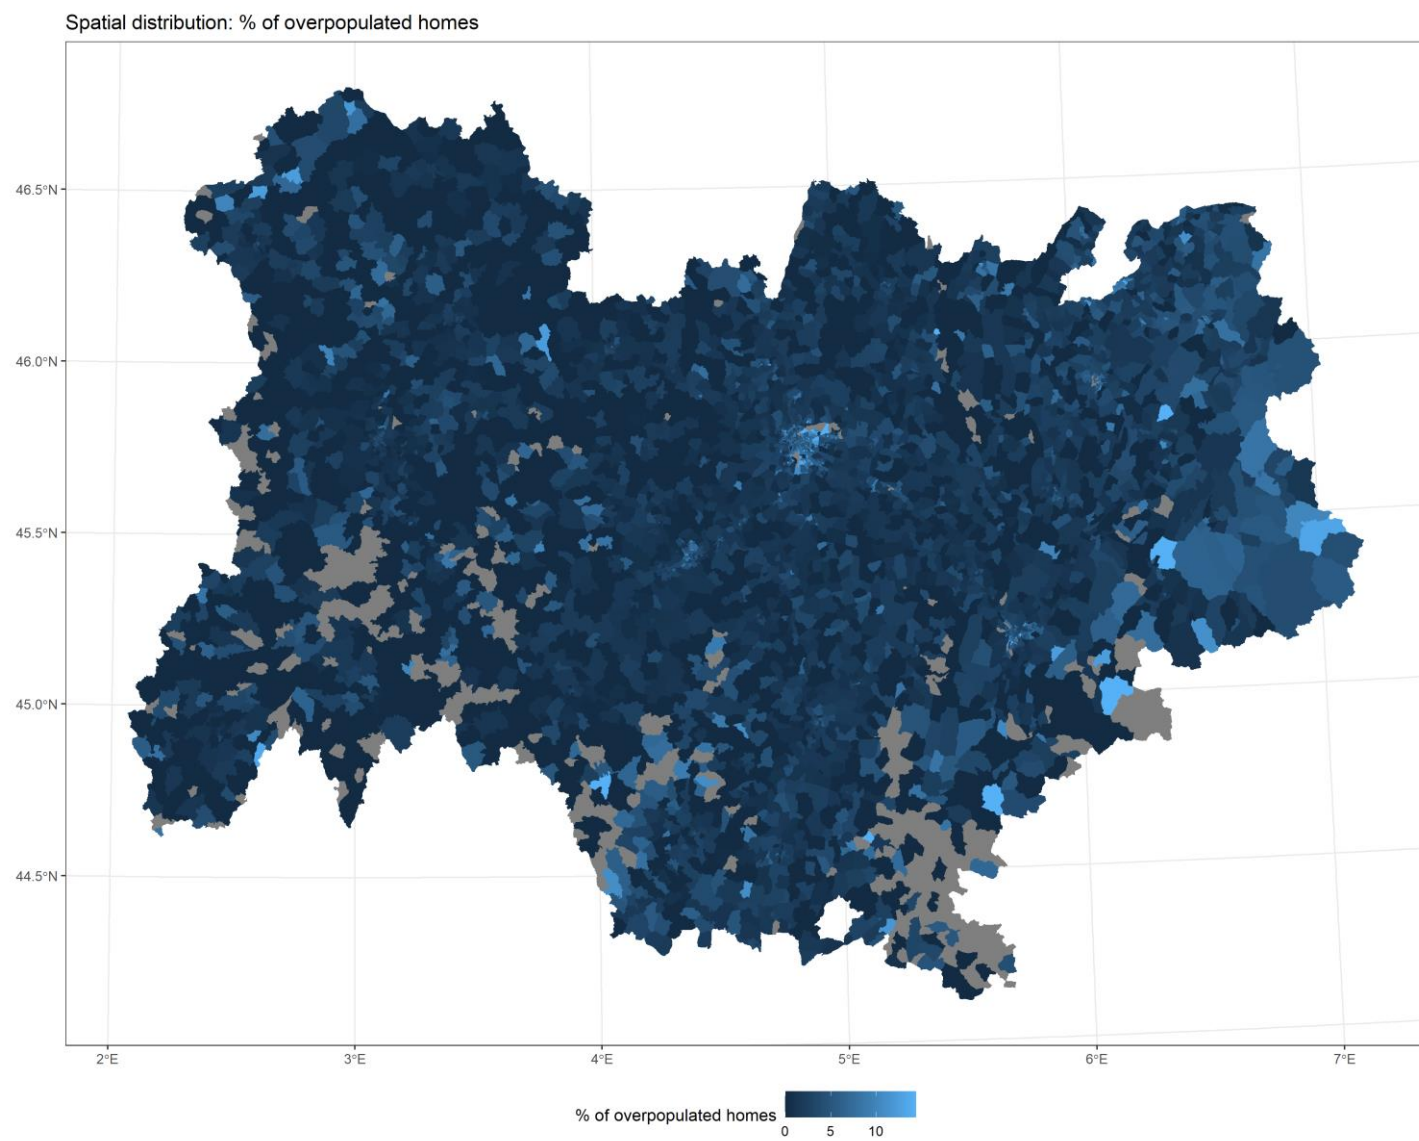 Spatial distribution: % of overpopulated homes
46.5°N
46.0°N
45.5°N
45.0°N
44.5°N
2°E 3°E 4°E 5°E 6°E 7°E
% of overpopulated homes
0 5 10